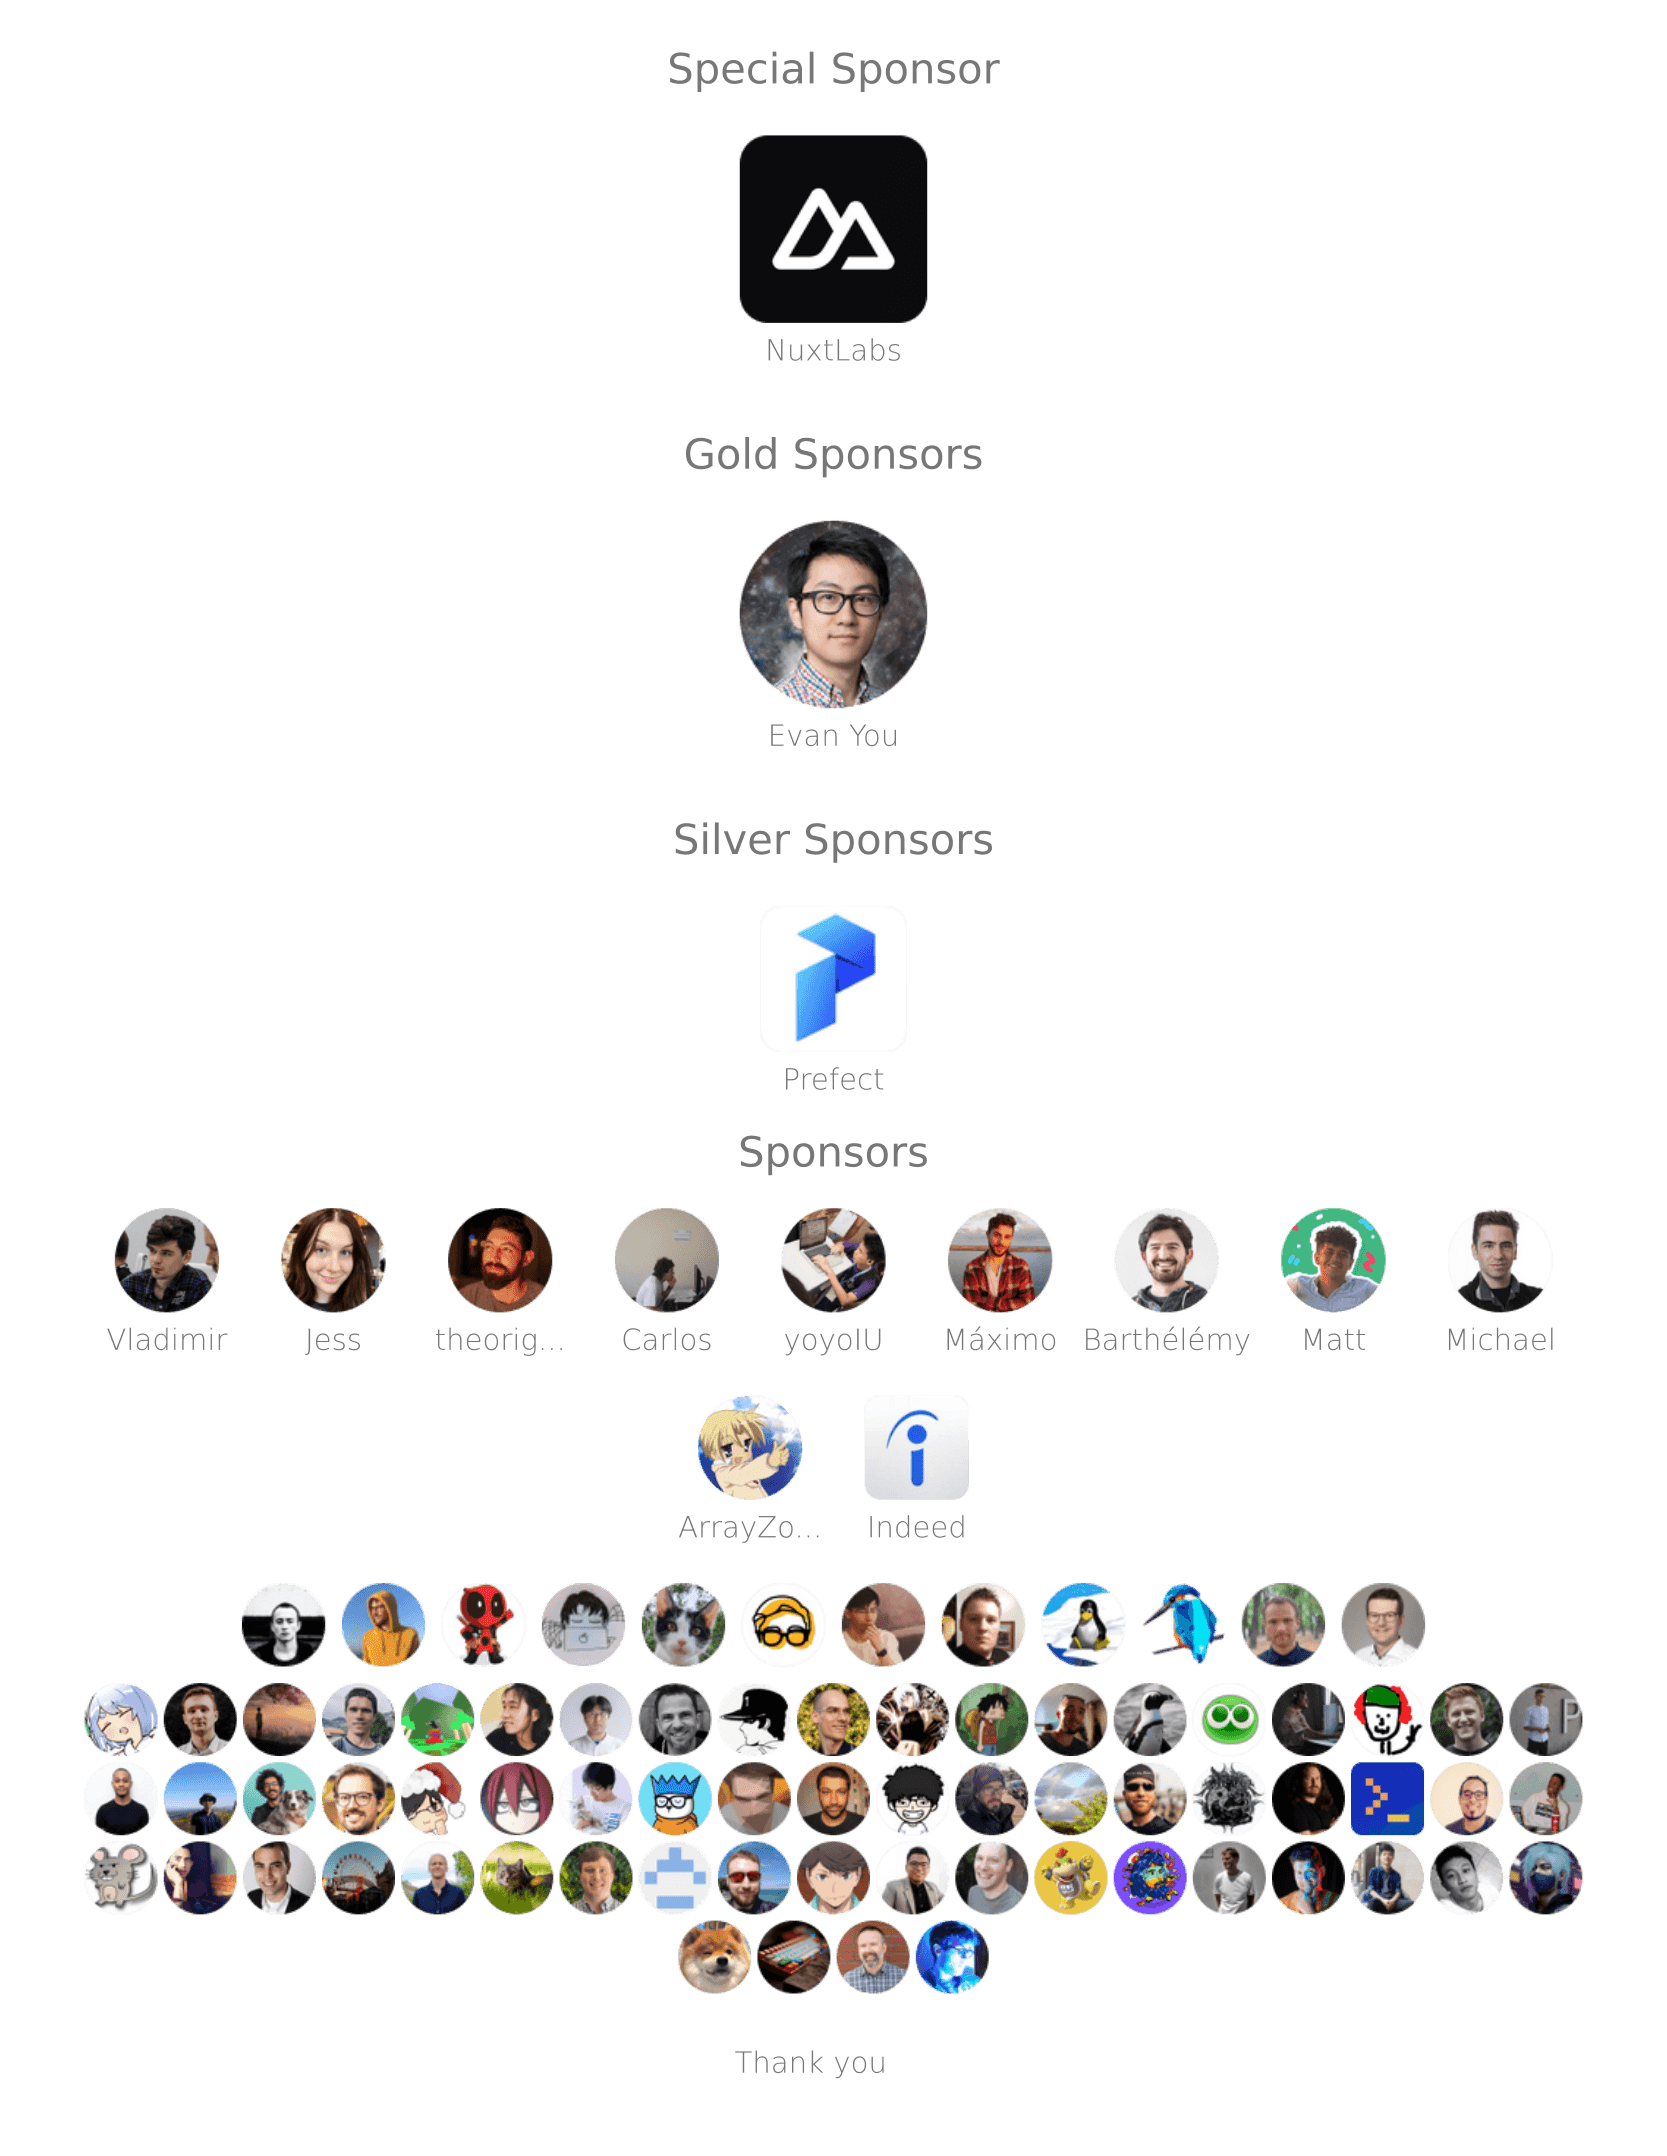 Special Sponsor
NuxtLabs
Gold Sponsors
Evan You
Silver Sponsors
Prefect
Sponsors
Vladimir Jess theorig... Carlos yoyoIU Máximo Barthélémy Matt Michael
ArrayZo... Indeed
Thank you